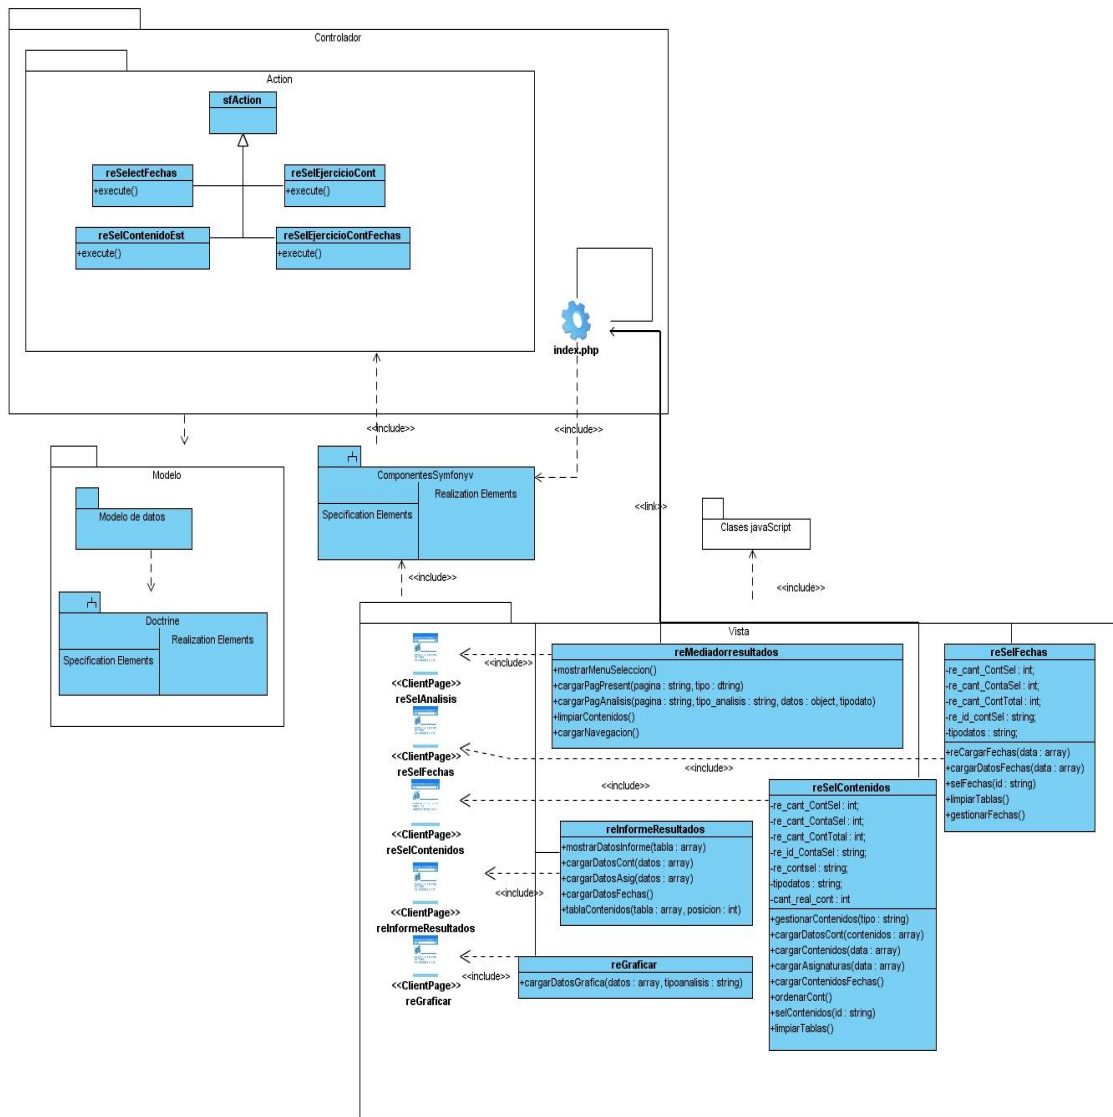 Controlador
Action
sfAction
reSelectFechas
+execute()
reSelEjercicioCont
+execute()
reSelContenidoEst
+execute()
reSelEjercicioContFechas
+execute()
index.php
<<include>>
<<include>>
Modelo
Modelo de datos
Doctrine
Specification Elements
Realization Elements
ComponentesSymfonyv
Specification Elements
Realization Elements
<<link>>
Clases javaScript
<<include>>
<<include>>
Vista
<<ClientPage>>
reSelAnalisis
<<include>>
reMediadorresultados
+mostrarMenuSeleccion()
+cargarPagPresent(pagina : string, tipo : dtring)
+cargarPagAnalisis(pagina : string, tipo_analisis : string, datos : object, tipodato)
+limpiarContenidos()
+cargarNavegacion()
reSelFechas
-re_cant_ContSel : int;
-re_cant_ContaSel : int;
-re_cant_ContTotal : int;
-re_id_contSel : string;
-tipodatos : string;
+reCargarFechas(data : array)
+cargarDatosFechas(data : array)
+selFechas(id : string)
+limpiarTablas()
+gestionarFechas()
<<ClientPage>>
reSelFechas
<<include>>
<<ClientPage>>
reSelContenidos
<<include>>
reSelContenidos
-re_cant_ContSel : int;
-re_cant_ContaSel : int;
-re_cant_ContTotal : int;
-re_id_ContaSel : string;
-re_contsel : string;
-tipodatos : string;
-cant_real_cont : int
+gestionarContenidos(tipo : string)
+cargarDatosCont(contenidos : array)
+cargarContenidos(data : array)
+cargarAsignaturas(data : array)
+cargarContenidosFechas()
+ordenarCont()
+selContenidos(id : string)
+limpiarTablas()
reInformeResultados
+mostrarDatosInforme(tabla : array)
+cargarDatosCont(datos : array)
+cargarDatosAsig(datos : array)
+cargarDatosFechas()
+tablaContenidos(tabla : array, posicion : int)
<<ClientPage>>
reInformeResultados
<<include>>
<<ClientPage>>
reGraficar
<<include>>
reGraficar
+cargarDatosGrafica(datos : array, tipoanalisis : string)